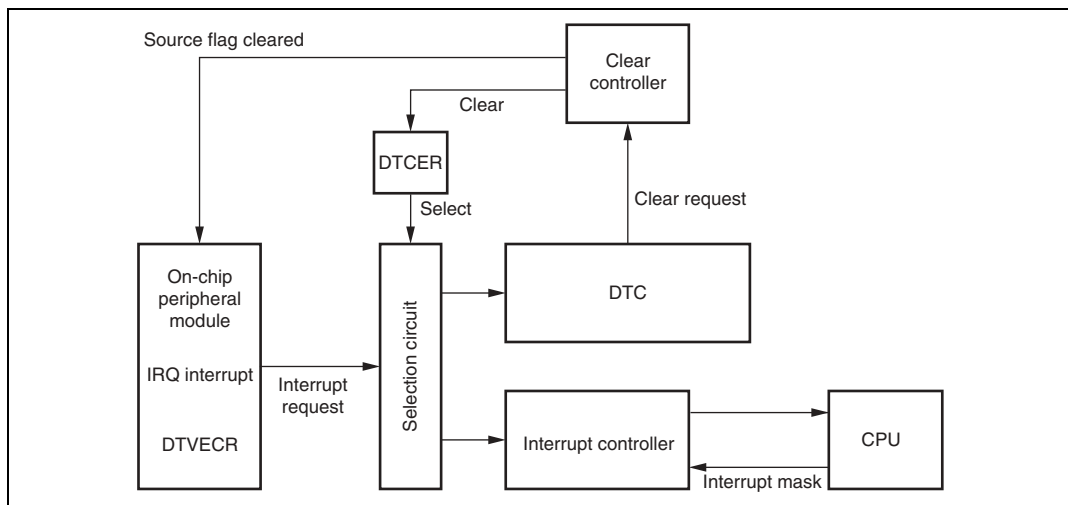 Source flag cleared
Clear
controller
Clear
DTCER
Clear request
Select
On-chip
peripheral
module
IRQ interrupt
DTVECR
Interrupt
request
Selection circuit
DTC
Interrupt controller
CPU
Interrupt mask